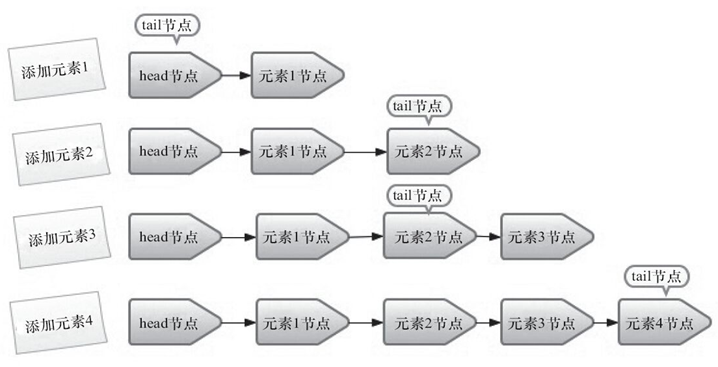 tail节点
添加元素1
head节点
元素1节点
tail节点
添加元素2
head节点
元素1节点
元素2节点
tail节点
添加元素3
head节点
元素1节点
元素2节点
元素3节点
tail节点
添加元素4
head节点
元素1节点
元素2节点
元素3节点
元素4节点